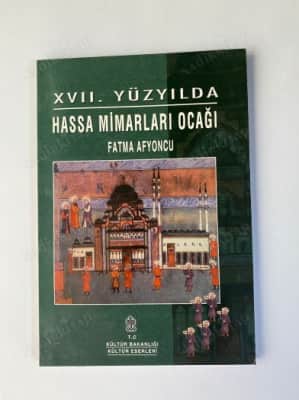 XVII. YÜZYILDA
HASSA MİMARLARI OCAĞI
FATMA AFYONCU
T.C
KÜLTÜR BAKANLIĞI
KÜLTÜR ESERLERİ